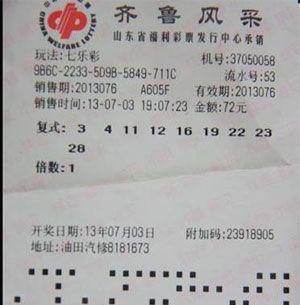 CHINA WELFARE LOTTERY
齐鲁风采
山东省福利彩票发行中心承销
玩法:七乐彩 机号:37050058
9B6C-2233-5D9B-5849-711C 流水号:53
销售期:2013076 A605F 有效期:2013076
销售时间:13-07-03 19:07:23 金额:72元
复式: 3 4 11 12 16 19 22 23
28
倍数:1
开奖日期:13年07月03日 附加码:23918905
地址:油田汽修8181673